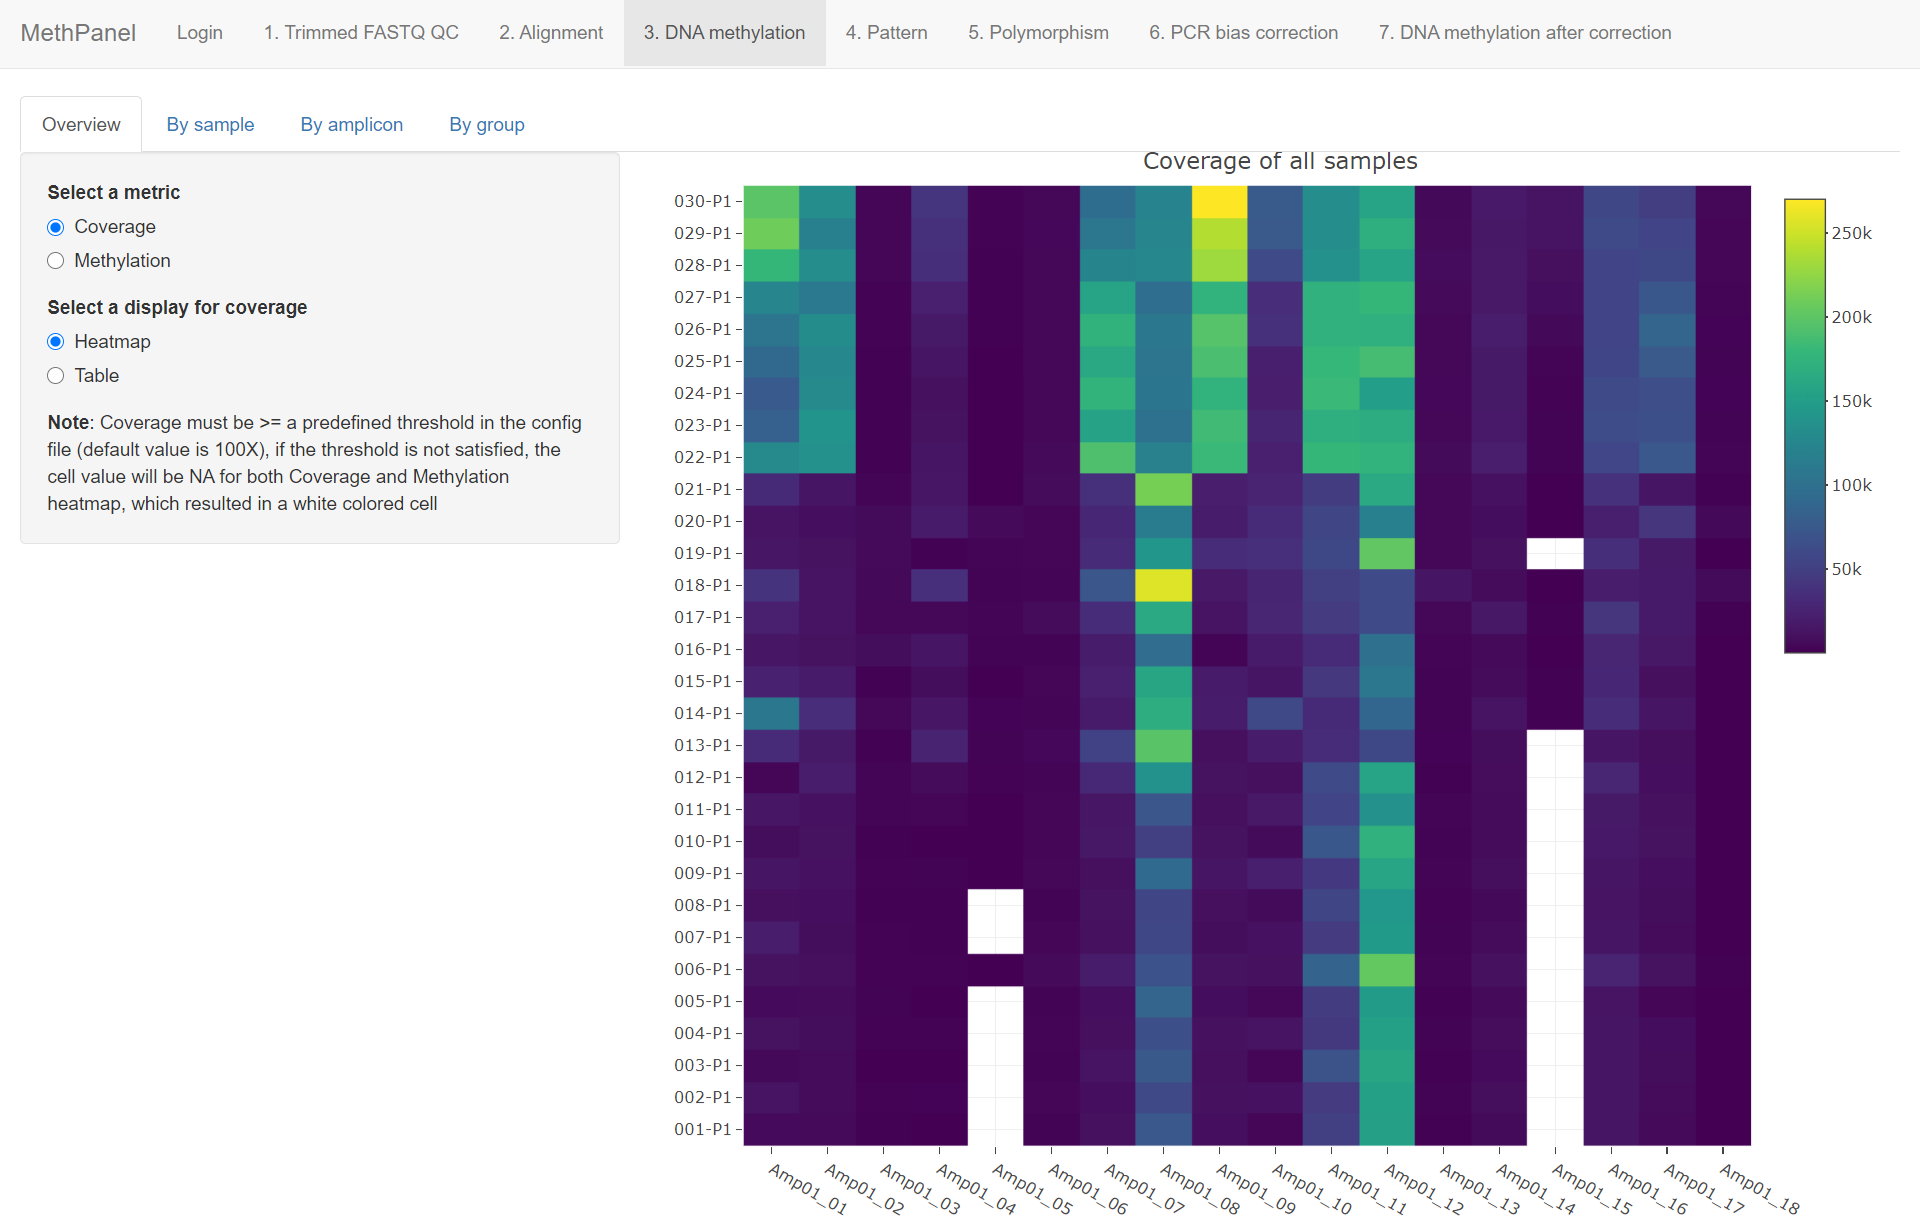 MethPanel Login 1. Trimmed FASTQ QC 2. Alignment 3. DNA methylation 4. Pattern 5. Polymorphism 6. PCR bias correction 7. DNA methylation after correction
Overview By sample By amplicon By group
Select a metric
Coverage
Methylation
Select a display for coverage
Heatmap
Table
Note: Coverage must be >= a predefined threshold in the config
file (default value is 100X), if the threshold is not satisfied, the
cell value will be NA for both Coverage and Methylation
heatmap, which resulted in a white colored cell
Coverage of all samples
030-P1
029-P1
028-P1
027-P1
026-P1
025-P1
024-P1
023-P1
022-P1
021-P1
020-P1
019-P1
018-P1
017-P1
016-P1
015-P1
014-P1
013-P1
012-P1
011-P1
010-P1
009-P1
008-P1
007-P1
006-P1
005-P1
004-P1
003-P1
002-P1
001-P1
Amp01_01
Amp01_02
Amp01_03
Amp01_04
Amp01_05
Amp01_06
Amp01_07
Amp01_08
Amp01_09
Amp01_10
Amp01_11
Amp01_12
Amp01_13
Amp01_14
Amp01_15
Amp01_16
Amp01_17
Amp01_18
250k
200k
150k
100k
50k